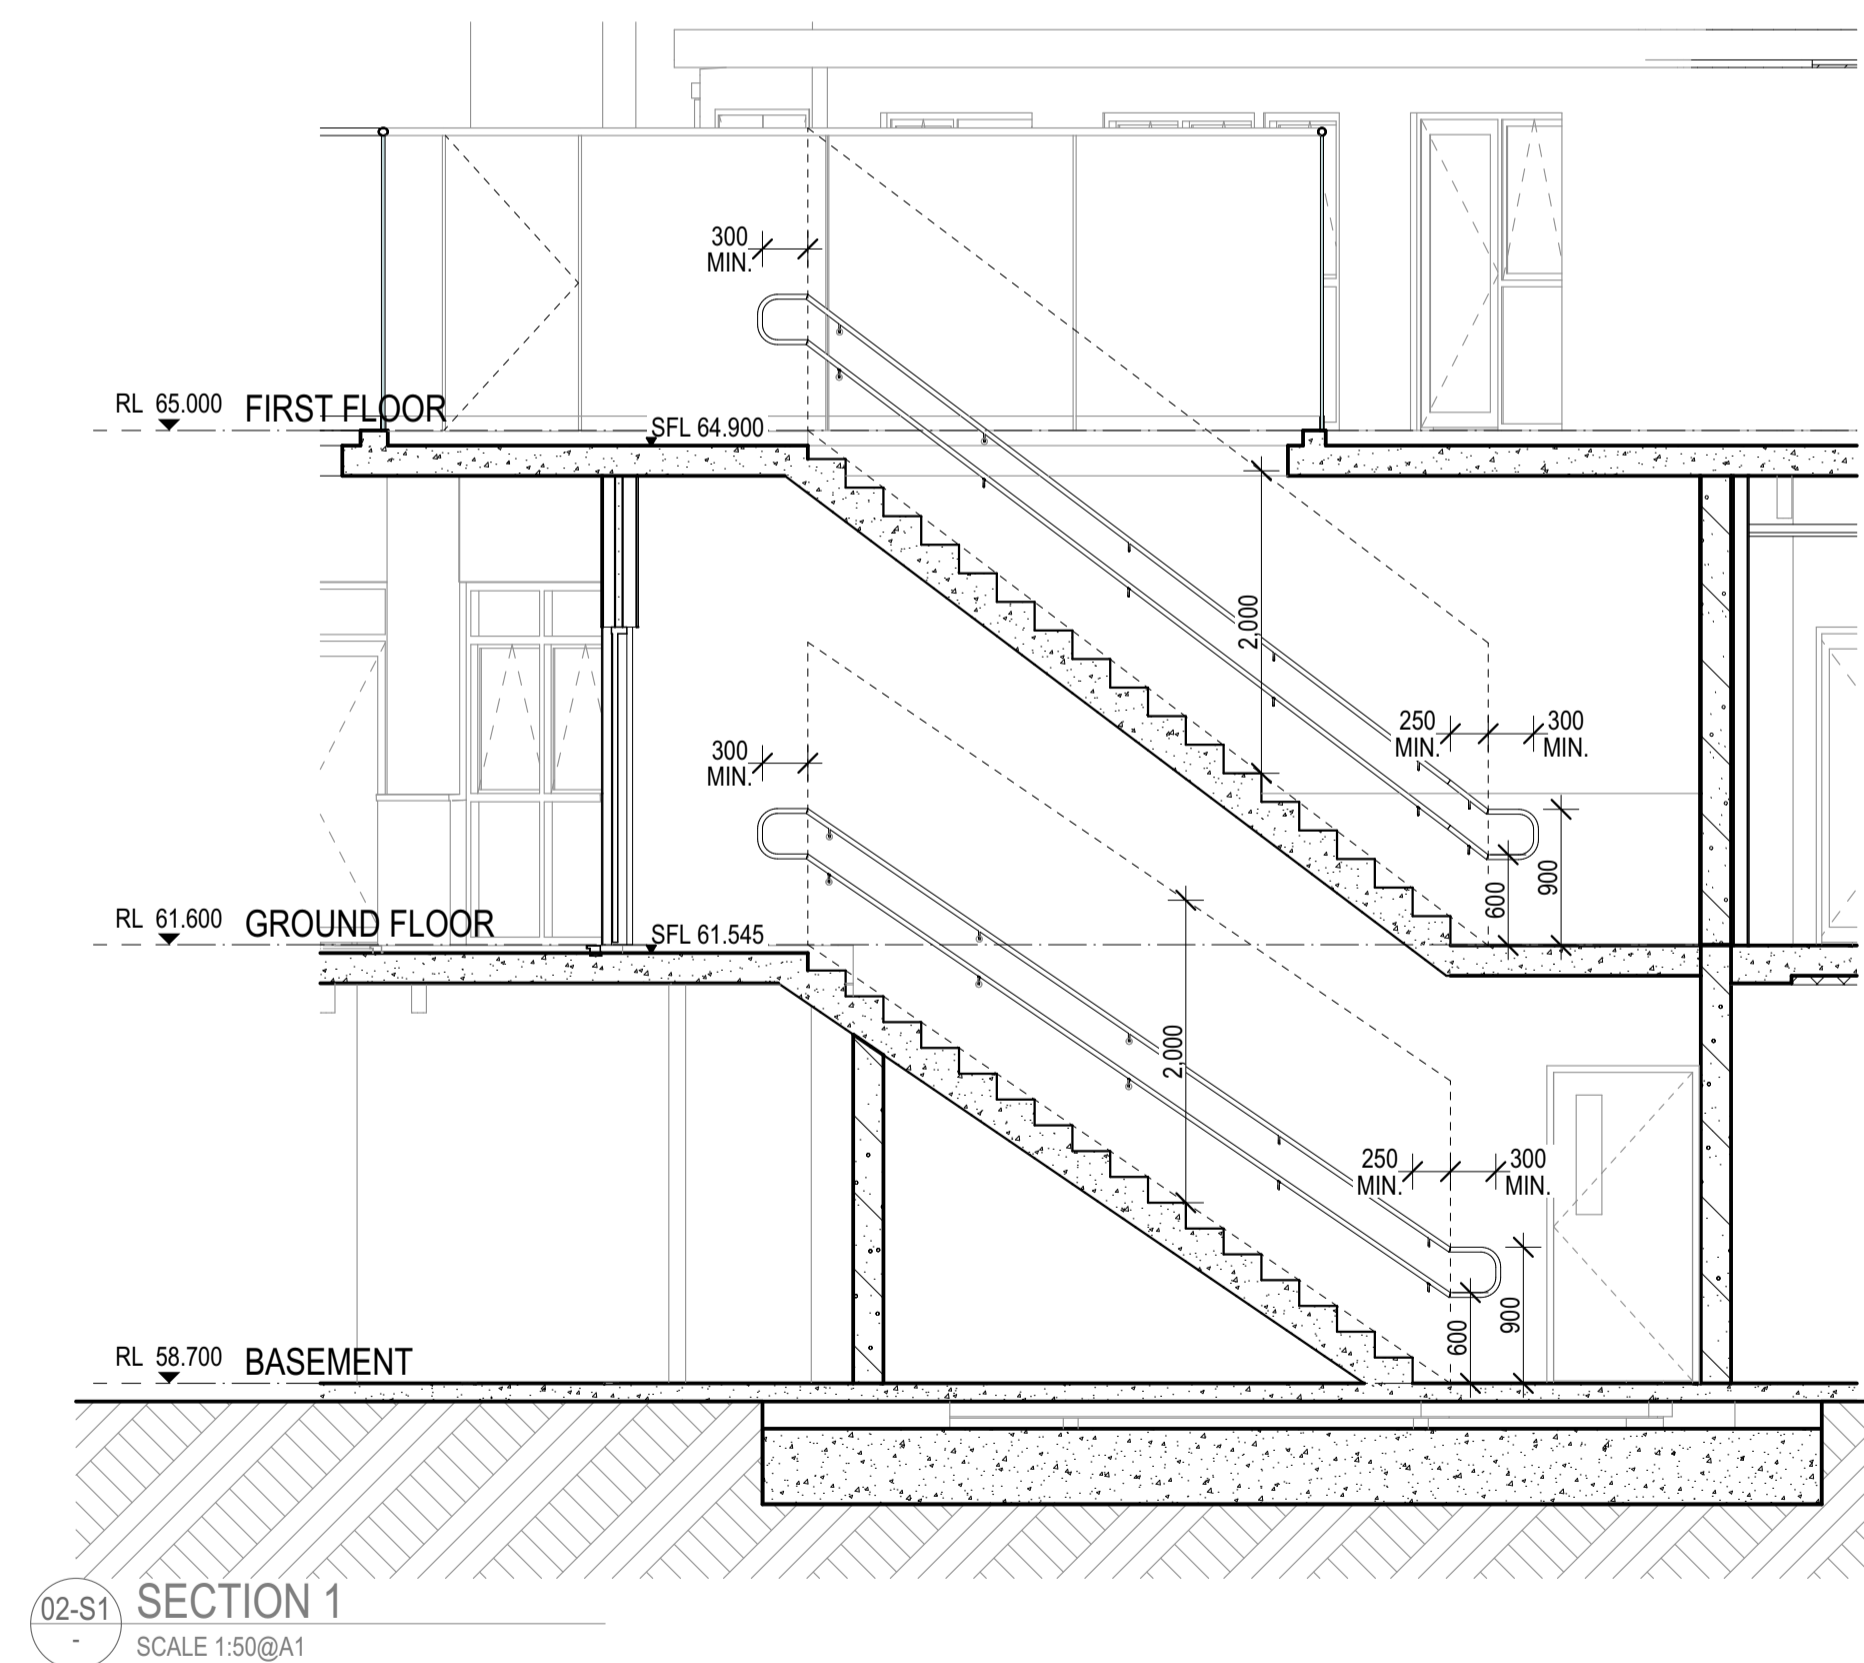 300
MIN.
RL 65.000 FIRST FLOOR
SFL 64.900
2,000
250
MIN.
300
MIN.
300
MIN.
600
900
RL 61.600 GROUND FLOOR
SFL 61.545
2,000
250
MIN.
300
MIN.
600
900
RL 58.700 BASEMENT
02-S1
-
SECTION 1
SCALE 1:50@A1